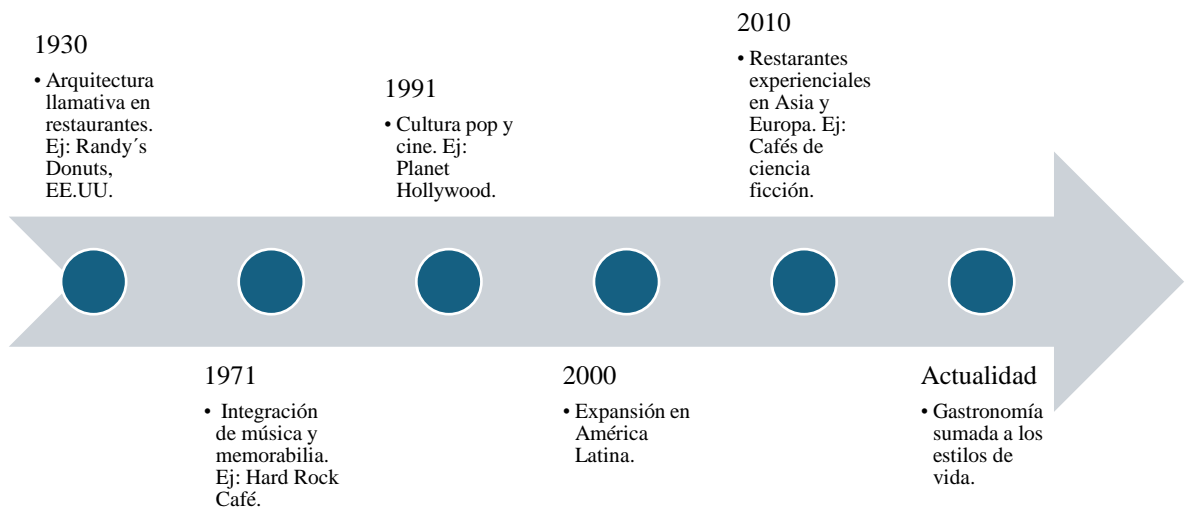 1930
• Arquitectura
llamativa en
restaurantes.
Ej: Randy´s
Donuts,
EE.UU.
1971
• Integración
de música y
memorabilia.
Ej: Hard Rock
Café.
1991
• Cultura pop y
cine. Ej:
Planet
Hollywood.
2000
• Expansión en
América
Latina.
2010
• Restarantes
experienciales
en Asia y
Europa. Ej:
Cafés de
ciencia
ficción.
Actualidad
• Gastronomía
sumada a los
estilos de
vida.